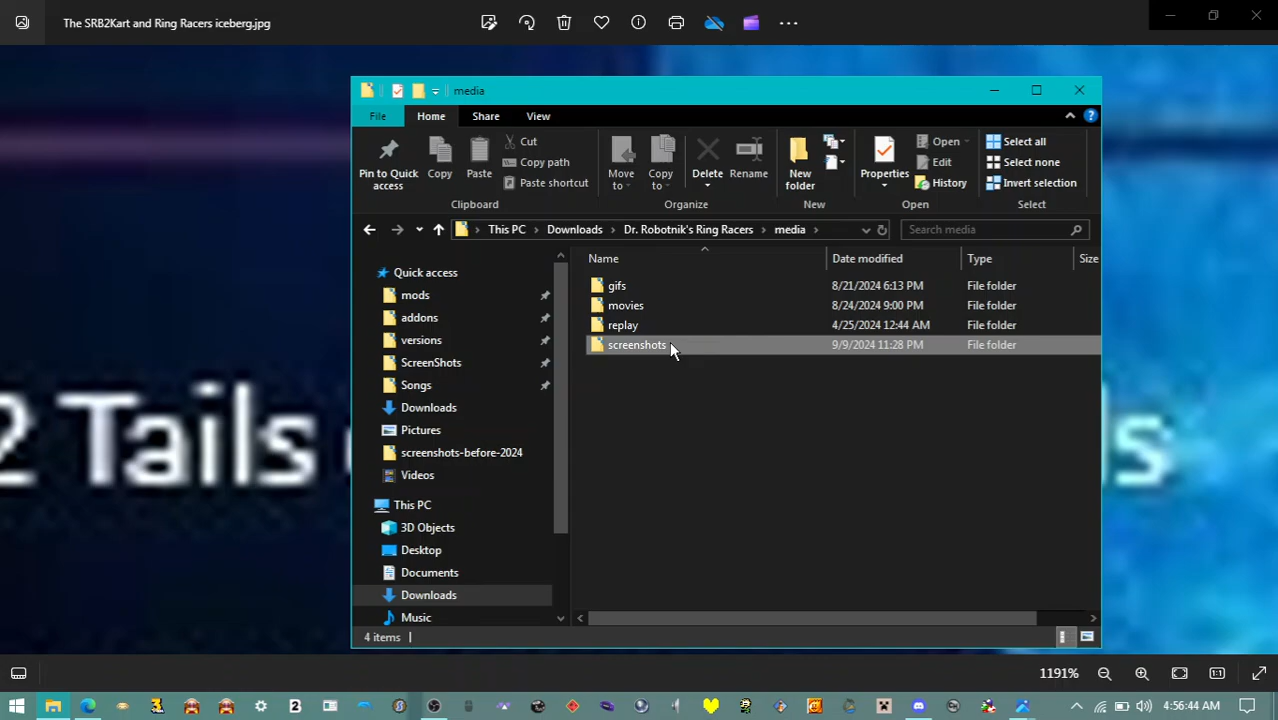 The SRB2Kart and Ring Racers iceberg.jpg
media
File Home Share View
Pin to Quick access
Copy
Paste
Cut
Copy path
Paste shortcut
Move to
Copy to
Delete
Rename
New folder
Properties
Open
Edit
History
Select all
Select none
Invert selection
Clipboard Organize New Open Select
This PC Downloads Dr. Robotnik's Ring Racers media Search media
Name Date modified Type Size
gifs 8/21/2024 6:13 PM File folder
movies 8/24/2024 9:00 PM File folder
replay 4/25/2024 12:44 AM File folder
screenshots 9/9/2024 11:28 PM File folder
Quick access
mods
addons
versions
ScreenShots
Songs
Downloads
Pictures
screenshots-before-2024
Videos
This PC
3D Objects
Desktop
Documents
Downloads
Music
4 items
2 Tails
ls
1191%
4:56:44 AM